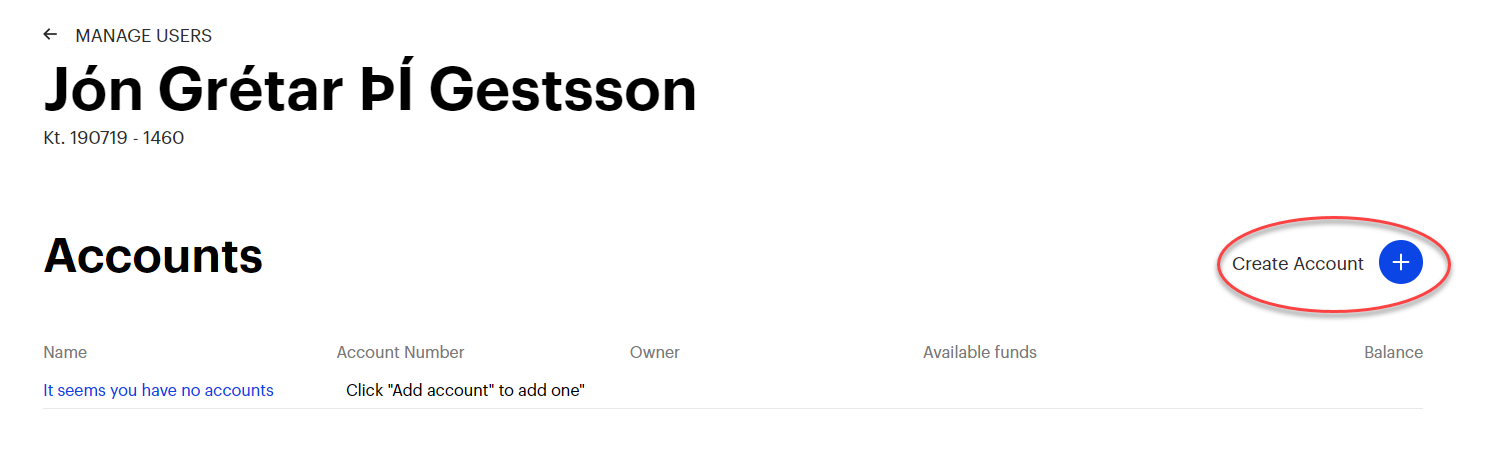 ← MANAGE USERS
Jón Grétar ÞÍ Gestsson
Kt. 190719 - 1460
Accounts
Create Account +
Name Account Number Owner Available funds Balance
It seems you have no accounts Click "Add account" to add one"